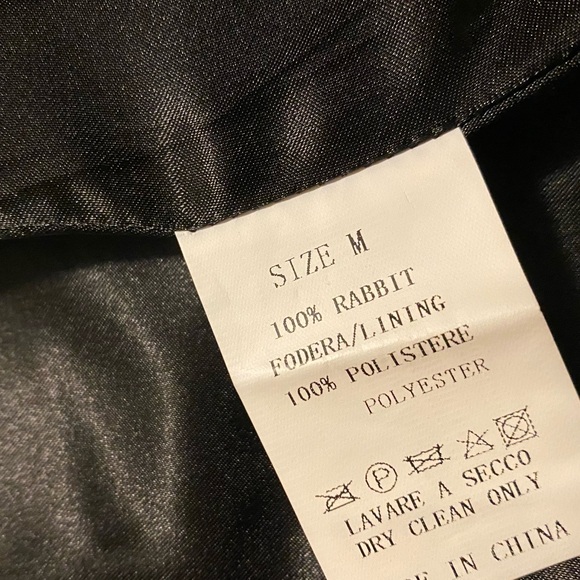 SIZE M
100% RABBIT
FODERA/LINING
100% POLISTERE
POLYESTER
P
LAVARE A SECCO
DRY CLEAN ONLY
IN CHINA